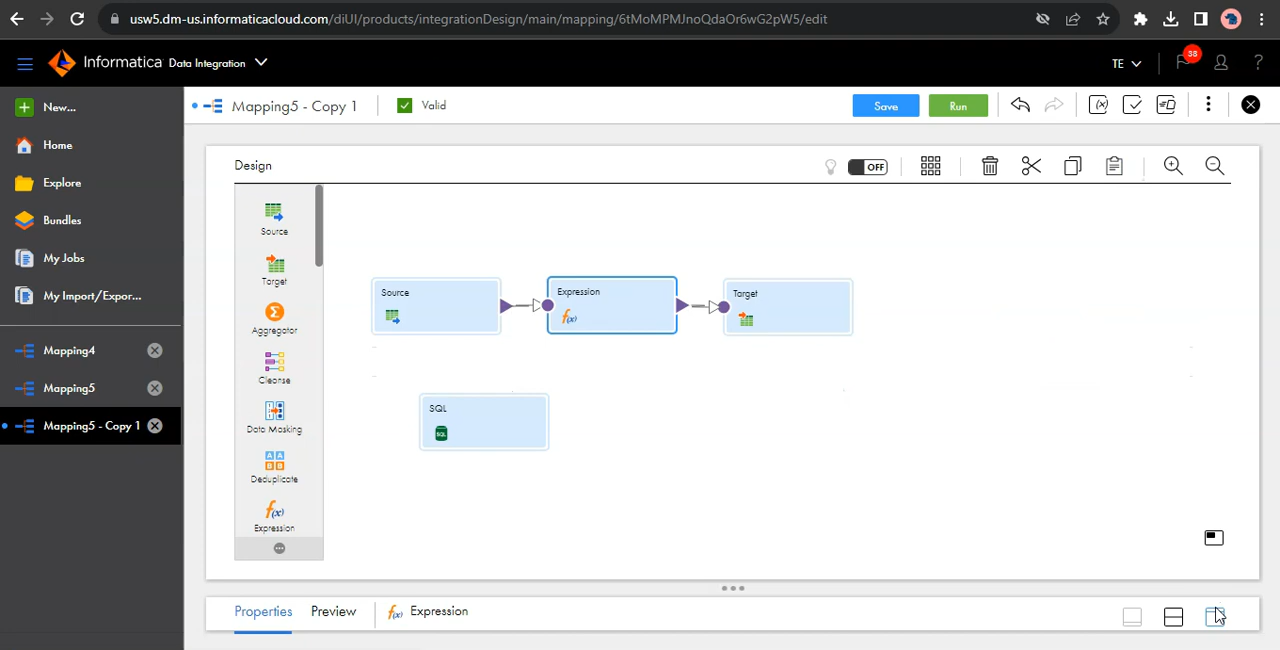 usw5.dm-us.informaticacloud.com/diUI/products/integrationDesign/main/mapping/6tMoMPMJnoQdaOr6wG2pW5/edit
Informatica Data Integration
TE
38
?
New...
Mapping5 - Copy 1
Valid
Save
Run
(x)
Home
Explore
Bundles
My Jobs
My Import/Expor...
Mapping4
Mapping5
Mapping5 - Copy 1
Design
OFF
Source
Target
Aggregator
Cleanse
Data Masking
Deduplicate
f(x)
Expression
Source
Expression
f(x)
Target
SQL
SQL
Properties
Preview
f(x) Expression